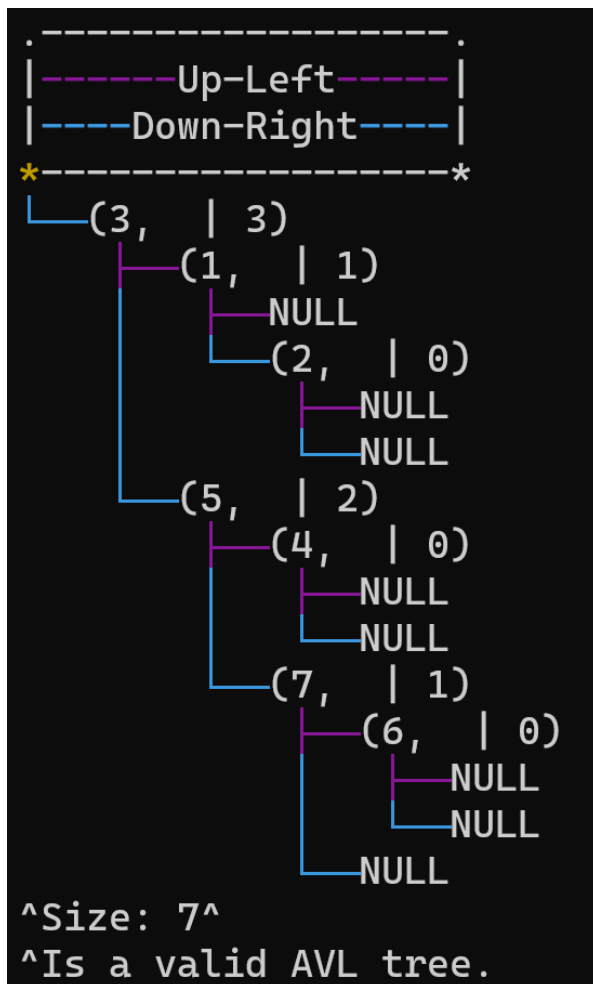 .------------------.
|------Up-Left-----|
|----Down-Right----|
*------------------*
(3,   | 3)
(1,   | 1)
NULL
(2,   | 0)
NULL
NULL
(5,   | 2)
(4,   | 0)
NULL
NULL
(7,   | 1)
(6,   | 0)
NULL
NULL
NULL
^Size: 7^
^Is a valid AVL tree.